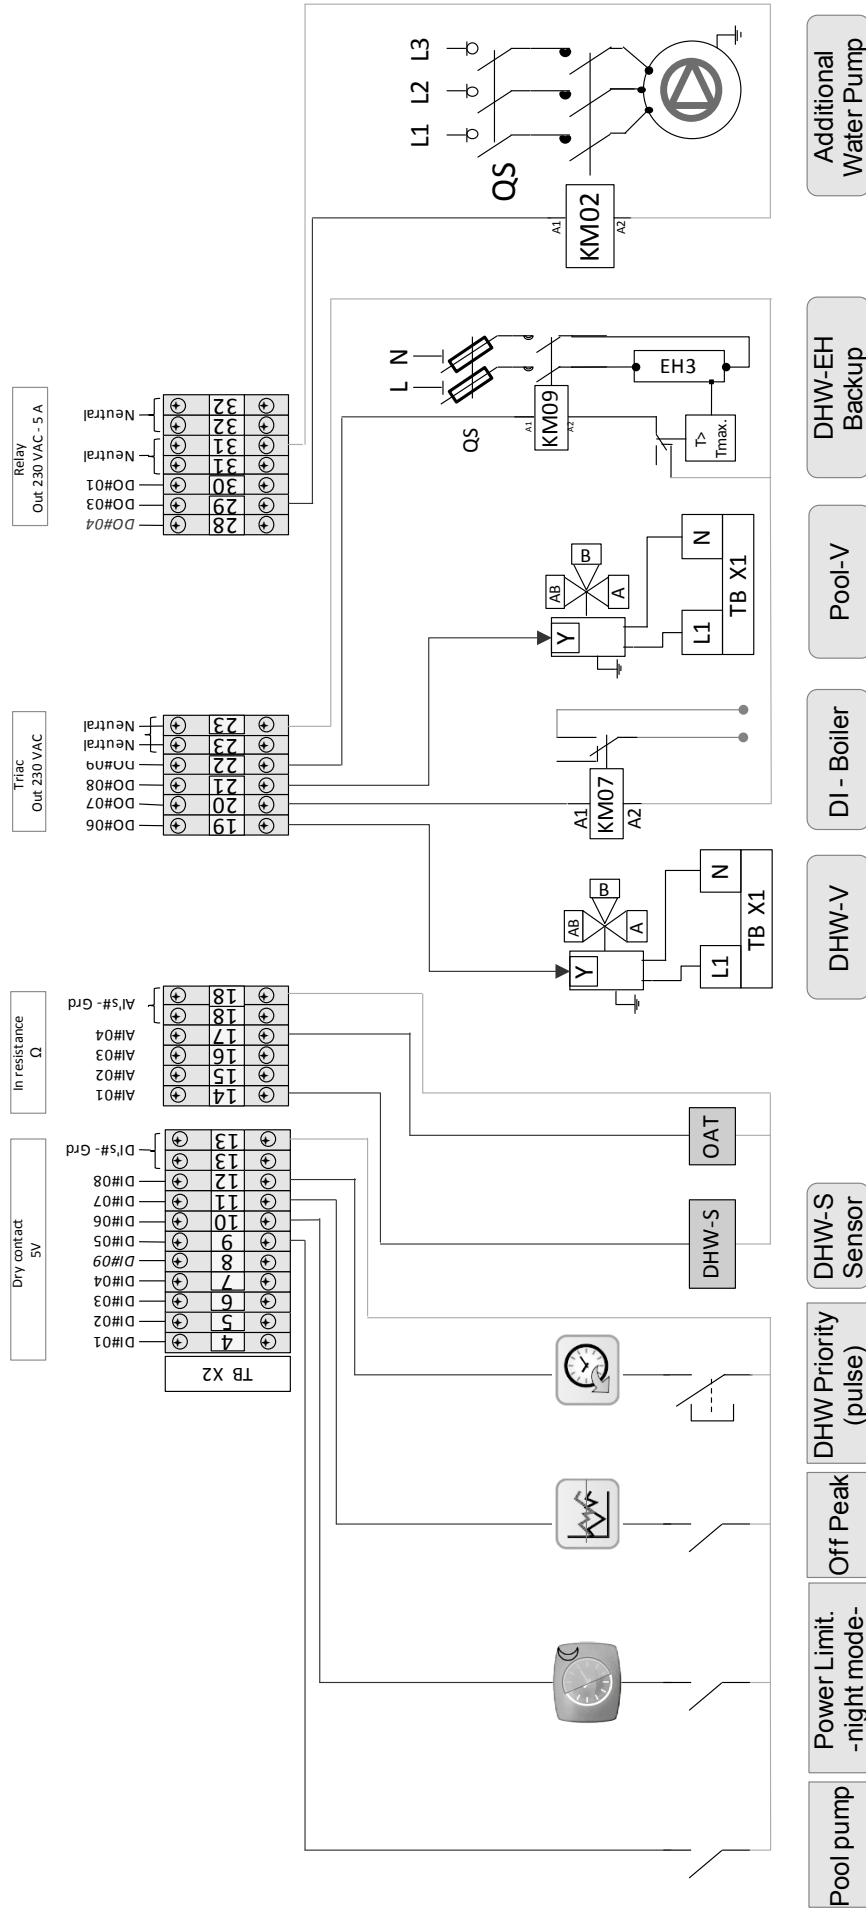 Relay
Out 230 VAC - 5 A
Neutral
Neutral
DO#01
DO#03
DO#04
32
32
31
31
30
29
28
Triac
Out 230 VAC
Neutral
Neutral
DO#09
DO#08
DO#07
DO#06
23
23
22
21
20
19
In resistance
Ω
AI's#- Grd
AI#04
AI#03
AI#02
AI#01
18
18
17
16
15
14
Dry contact
5V
DI's#- Grd
DI#08
DI#07
DI#06
DI#05
DI#09
DI#04
DI#03
DI#02
DI#01
13
13
12
11
10
9
8
7
6
5
4
TB X2
L1 L2 L3
QS
A1
KM02
A2
L N
QS
A1
KM09
A2
EH3
T>
Tmax.
AB
B
A
Y
L1
N
TB X1
A1
KM07
A2
AB
B
A
Y
L1
N
TB X1
OAT
DHW-S
Additional
Water Pump
DHW-EH
Backup
Pool-V
DI - Boiler
DHW-V
DHW-S
Sensor
DHW Priority
(pulse)
Off Peak
Power Limit.
-night mode-
Pool pump